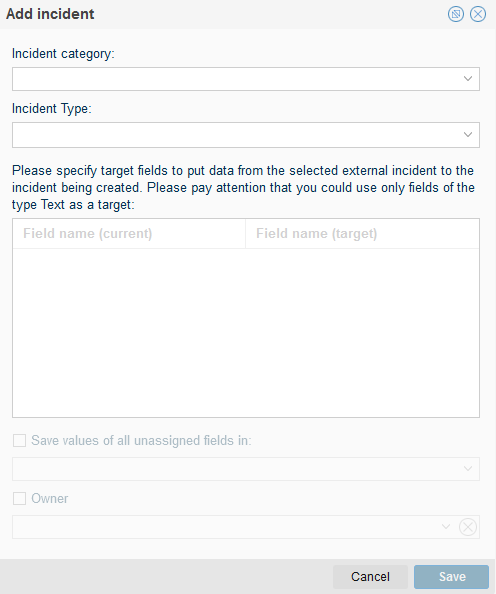 Add incident
Incident category:
Incident Type:
Please specify target fields to put data from the selected external incident to the
incident being created. Please pay attention that you could use only fields of the
type Text as a target:
Field name (current) Field name (target)
Save values of all unassigned fields in:
Owner
Cancel Save